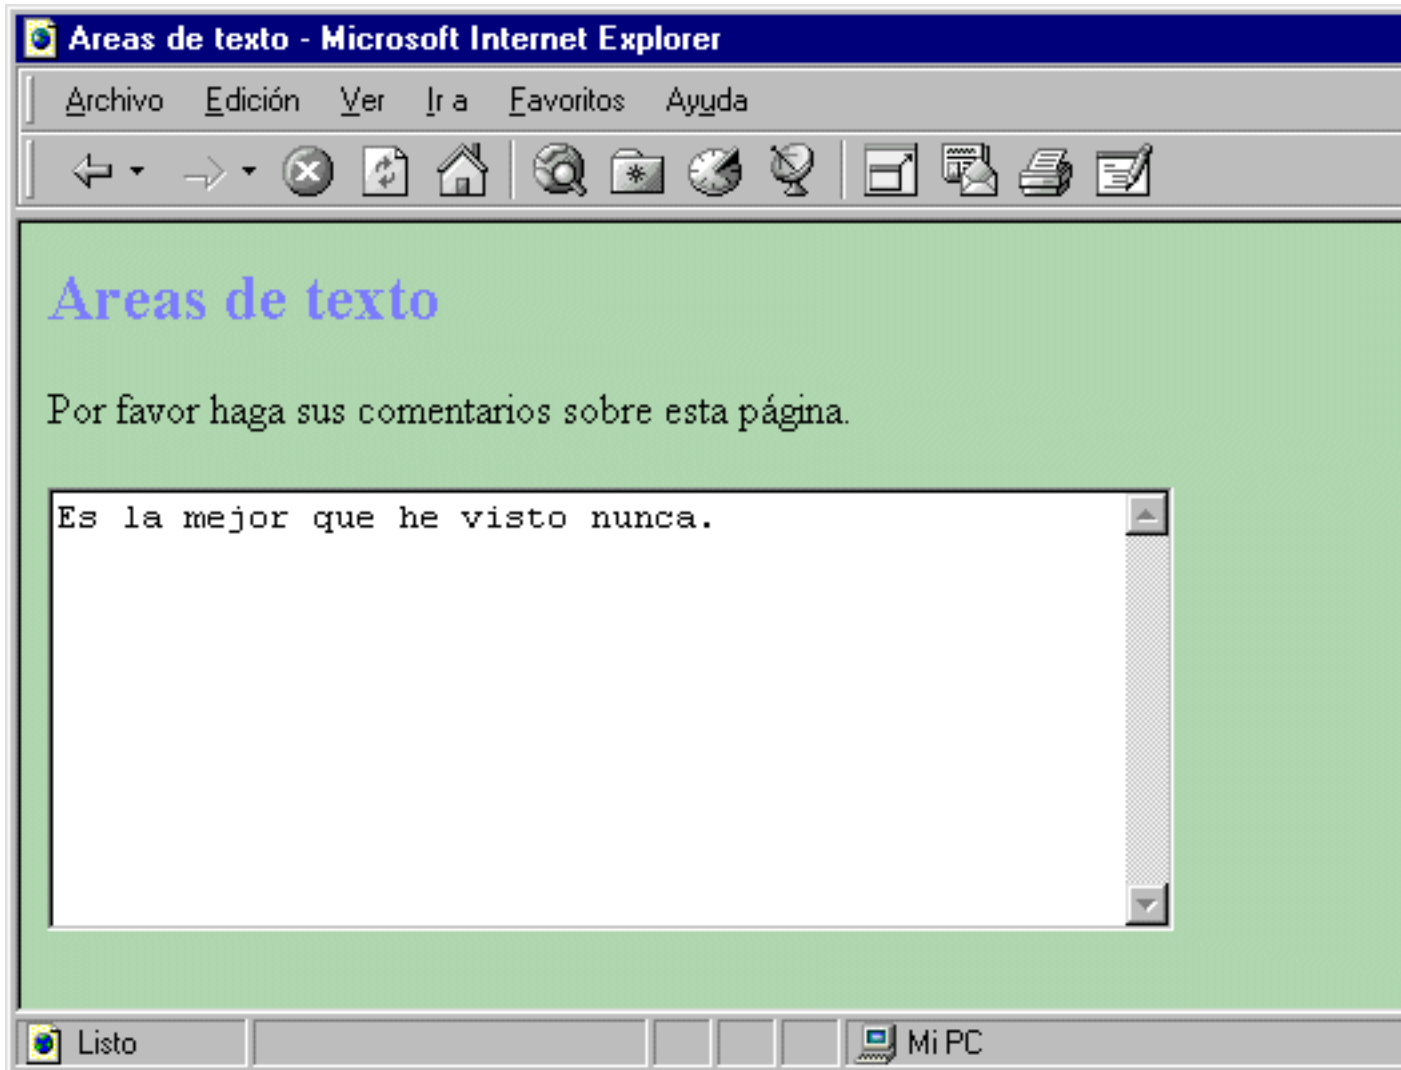 Areas de texto - Microsoft Internet Explorer
Archivo Edición Ver Ir a Favoritos Ayuda
Areas de texto
Por favor haga sus comentarios sobre esta página.
Es la mejor que he visto nunca.
Listo Mi PC